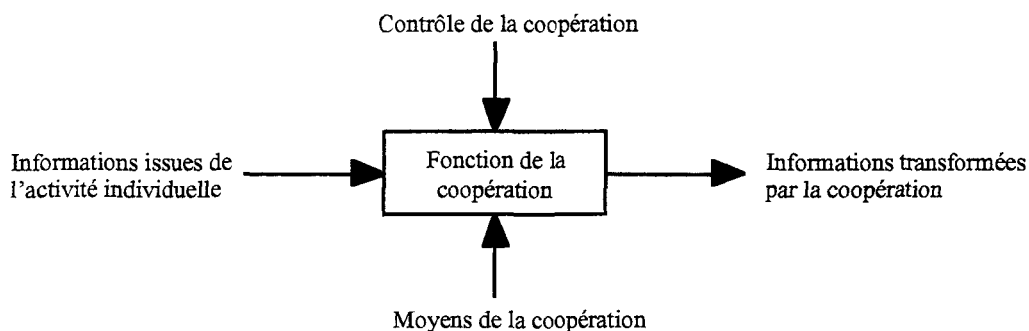 Contrôle de la coopération
Informations issues de
l'activité individuelle
Fonction de la
coopération
Informations transformées
par la coopération
Moyens de la coopération